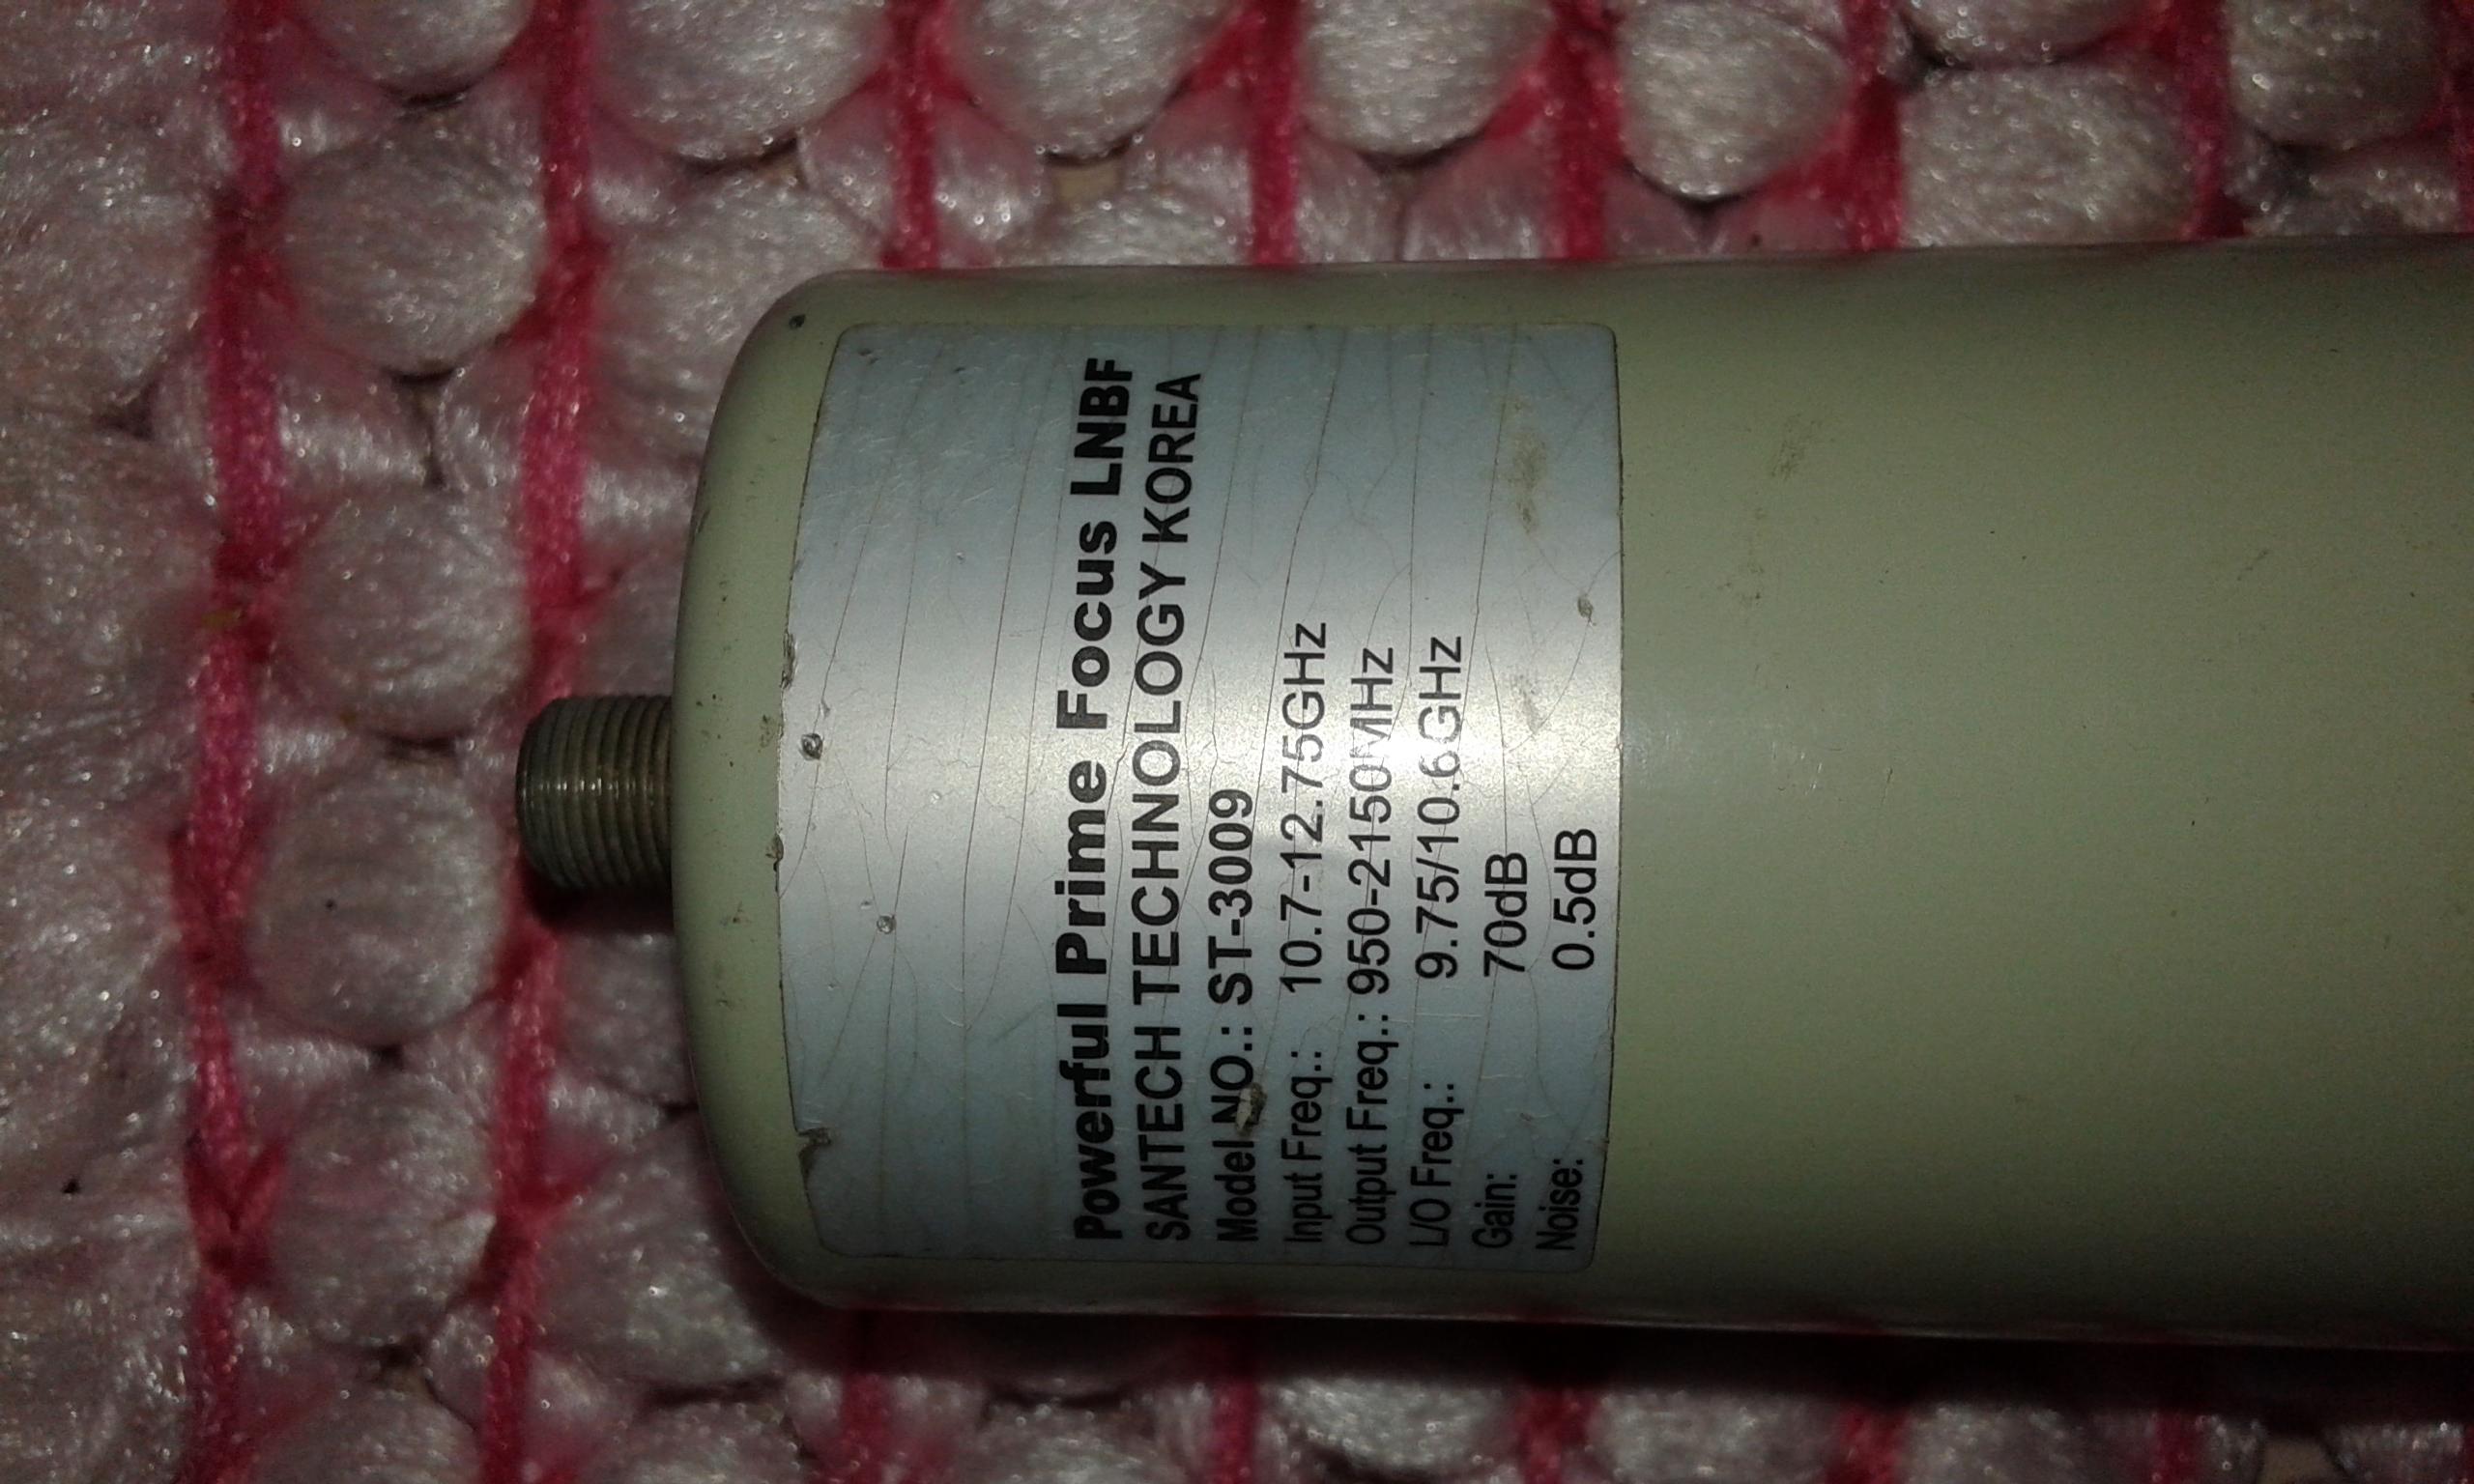 Powerful Prime Focus LNBF
SANTECH TECHNOLOGY KOREA
Model NO.: ST-3009
Input Freq.: 10.7-12.75GHz
Output Freq.: 950-2150MHz
L/O Freq.: 9.75/10.6GHz
Gain: 70dB
Noise: 0.5dB